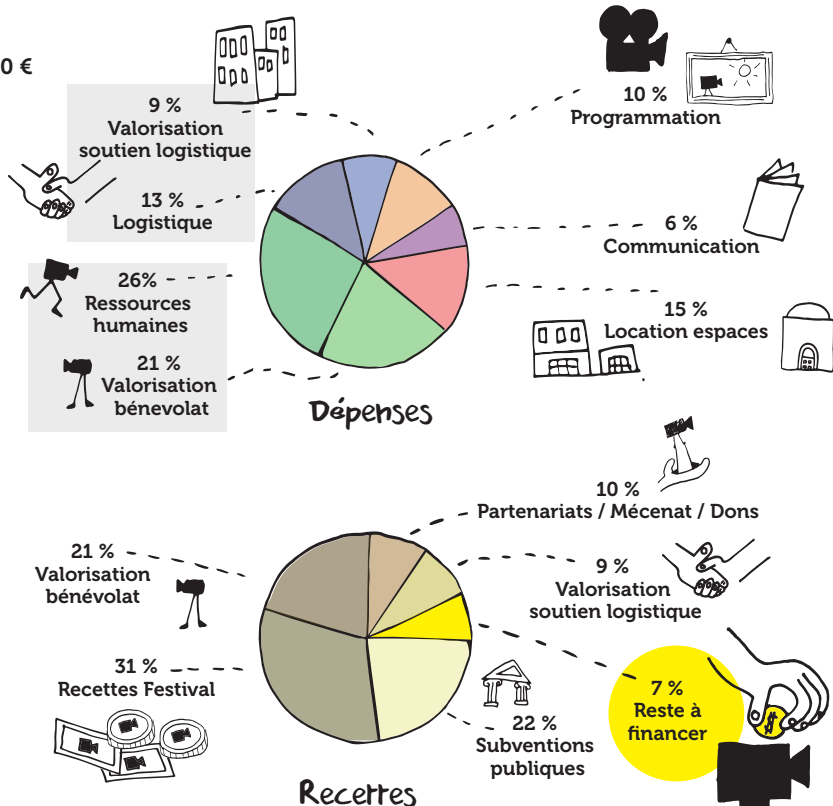 0 €
9 %
Valorisation
soutien logistique
13 %
Logistique
26%
Ressources
humaines
21 %
Valorisation
bénevolat
10 %
Programmation
6 %
Communication
15 %
Location espaces
Dépenses
10 %
Partenariats / Mécenat / Dons
21 %
Valorisation
bénévolat
9 %
Valorisation
soutien logistique
31 %
Recettes Festival
7 %
Reste à
financer
$
22 %
Subventions
publiques
Recettes